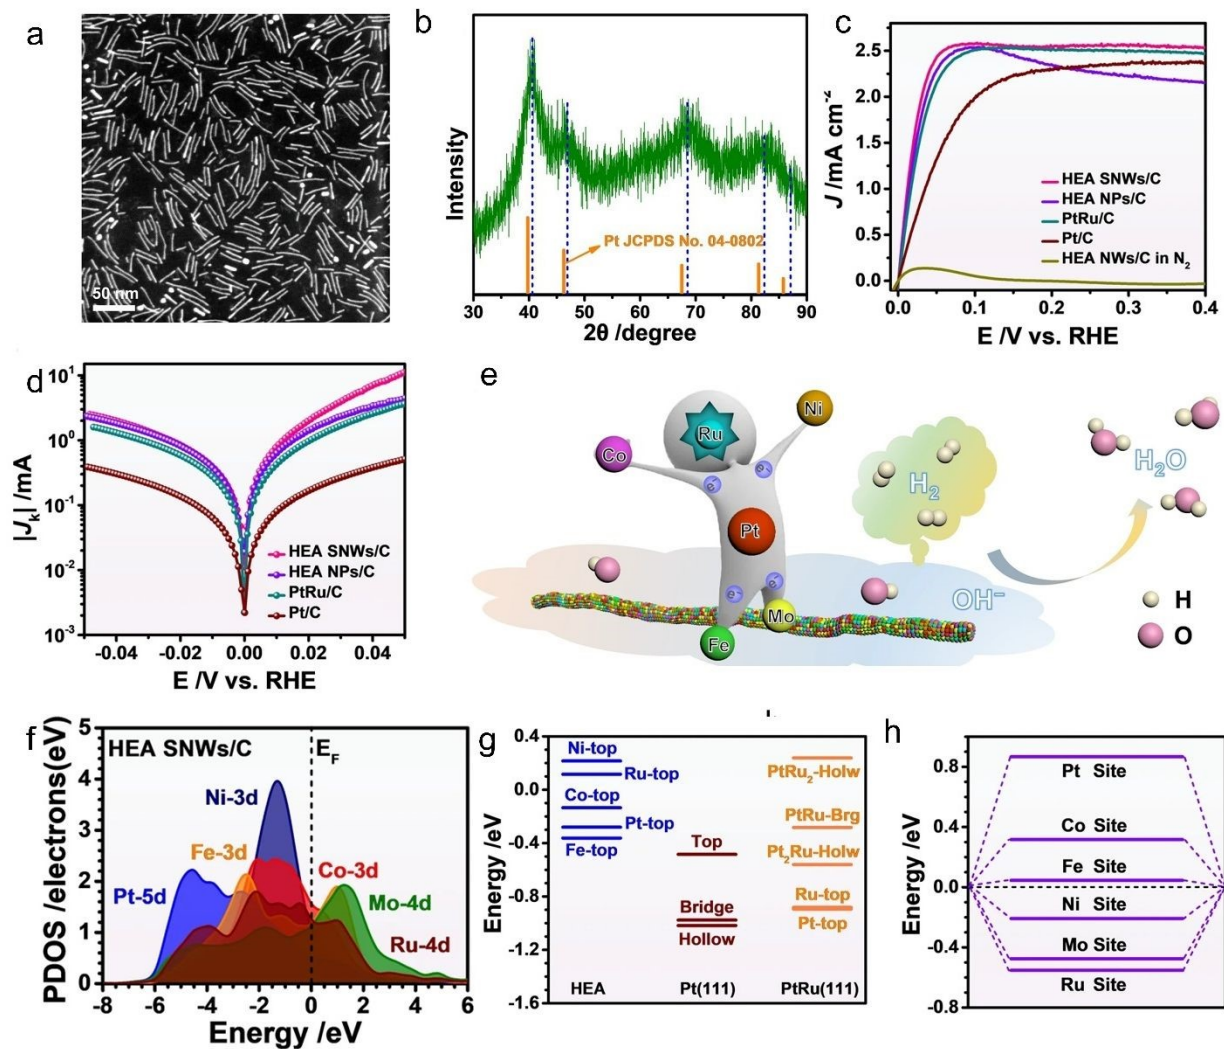 a
50 nm
b
Intensity
Pt JCPDS No. 04-0802
30 40 50 60 70 80 90
2θ /degree
c
J /mA cm⁻²
2.5
2.0
1.5
1.0
0.5
0.0
HEA SNWs/C
HEA NPs/C
PtRu/C
Pt/C
HEA NWs/C in N₂
0.0 0.1 0.2 0.3 0.4
E /V vs. RHE
d
|Jₖ| /mA
10¹
10⁰
10⁻¹
10⁻²
10⁻³
HEA SNWs/C
HEA NPs/C
PtRu/C
Pt/C
-0.04 -0.02 0.00 0.02 0.04
E /V vs. RHE
e
Ru
Ni
Co
e⁻
e⁻
Pt
e⁻
e⁻
Mo
Fe
H₂
H₂O
OH⁻
H
O
f
PDOS /electrons(eV)
5
4
3
2
1
0
HEA SNWs/C
E_F
Ni-3d
Fe-3d
Co-3d
Pt-5d
Mo-4d
Ru-4d
-8 -6 -4 -2 0 2 4 6
Energy /eV
g
Energy /eV
0.4
0.0
-0.4
-0.8
-1.2
-1.6
Ni-top
Ru-top
Co-top
Pt-top
Fe-top
Top
Bridge
Hollow
PtRu₂-Holw
PtRu-Brg
Pt₂Ru-Holw
Ru-top
Pt-top
HEA Pt(111) PtRu(111)
h
Energy /eV
0.8
0.4
0.0
-0.4
-0.8
Pt Site
Co Site
Fe Site
Ni Site
Mo Site
Ru Site